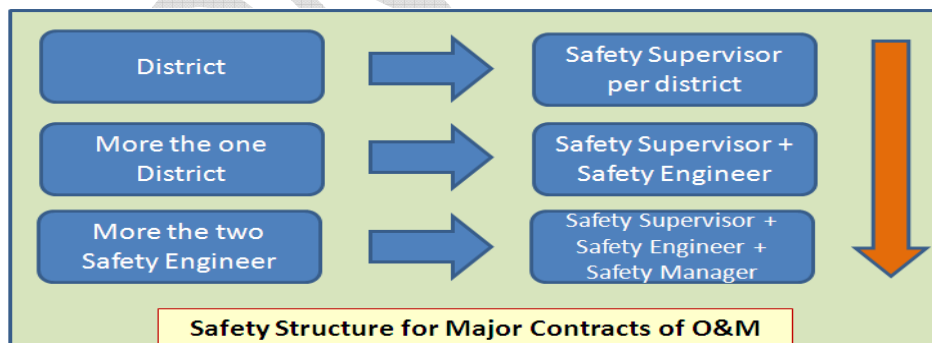 District
Safety Supervisor
per district
More the one
District
Safety Supervisor +
Safety Engineer
More the two
Safety Engineer
Safety Supervisor +
Safety Engineer +
Safety Manager
Safety Structure for Major Contracts of O&M